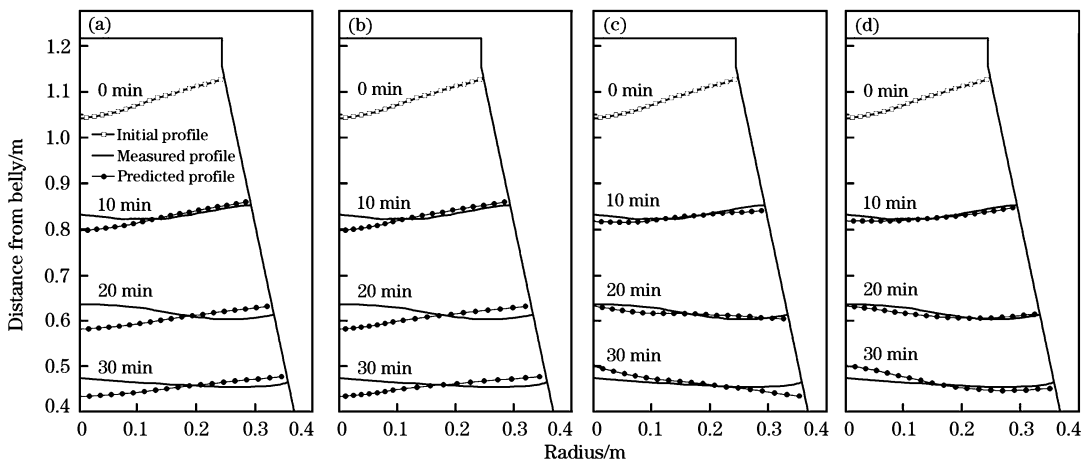 (a)
(b)
(c)
(d)
1.2
1.1
1.0
0.9
0.8
0.7
0.6
0.5
0.4
Distance from belly/m
0 min
Initial profile
Measured profile
Predicted profile
10 min
20 min
30 min
0 min
10 min
20 min
30 min
0 min
10 min
20 min
30 min
0 min
10 min
20 min
30 min
0 0.1 0.2 0.3 0.4
0 0.1 0.2 0.3 0.4
0 0.1 0.2 0.3 0.4
0 0.1 0.2 0.3 0.4
Radius/m